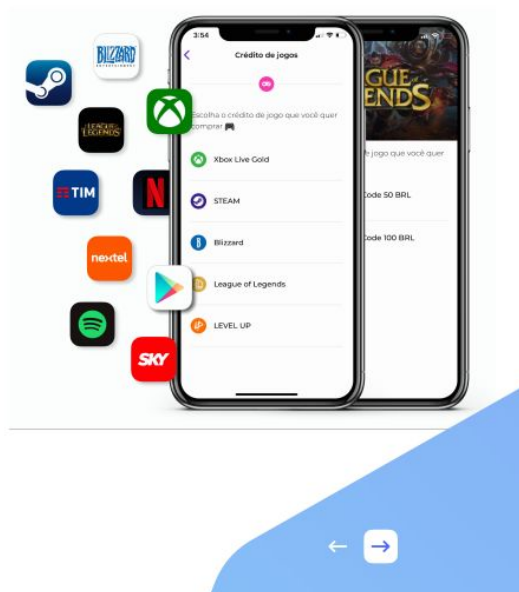 BLIZZARD
ENTERTAINMENT
LEAGUE OF
LEGENDS
TIM
N
nextel
SKY
3:54
Crédito de jogos
Escolha o crédito de jogo que você quer
comprar
Xbox Live Gold
STEAM
Blizzard
League of Legends
LEVEL UP
GUE
ENDS
jogo que você quer
Code 50 BRL
Code 100 BRL